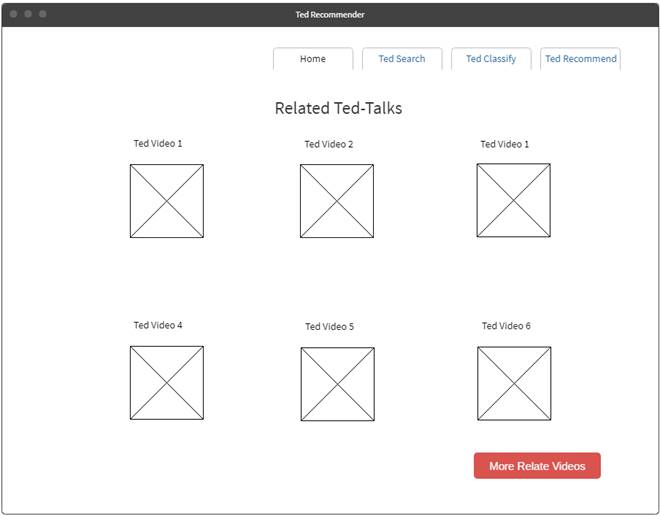 Ted Recommender
Home Ted Search Ted Classify Ted Recommend
Related Ted-Talks
Ted Video 1 Ted Video 2 Ted Video 1
Ted Video 4 Ted Video 5 Ted Video 6
More Relate Videos